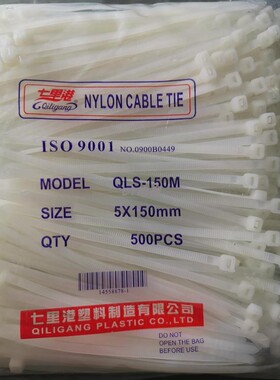 七里港
Qiligang
NYLON CABLE TIE
ISO 9001 NO.0900B0449
MODEL QLS-150M
SIZE 5X150mm
QTY 500PCS
七里港塑料制造有限公司
QILIGANG PLASTIC CO.,LTD.
DO NOT
OPEN THE BAG
BEFORE USE